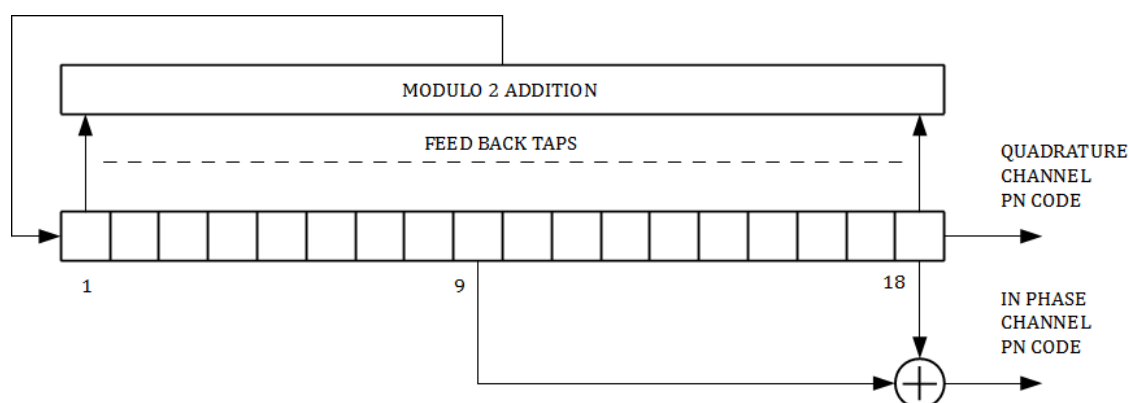 MODULO 2 ADDITION
FEED BACK TAPS
QUADRATURE
CHANNEL
PN CODE
1
9
18
IN PHASE
CHANNEL
PN CODE